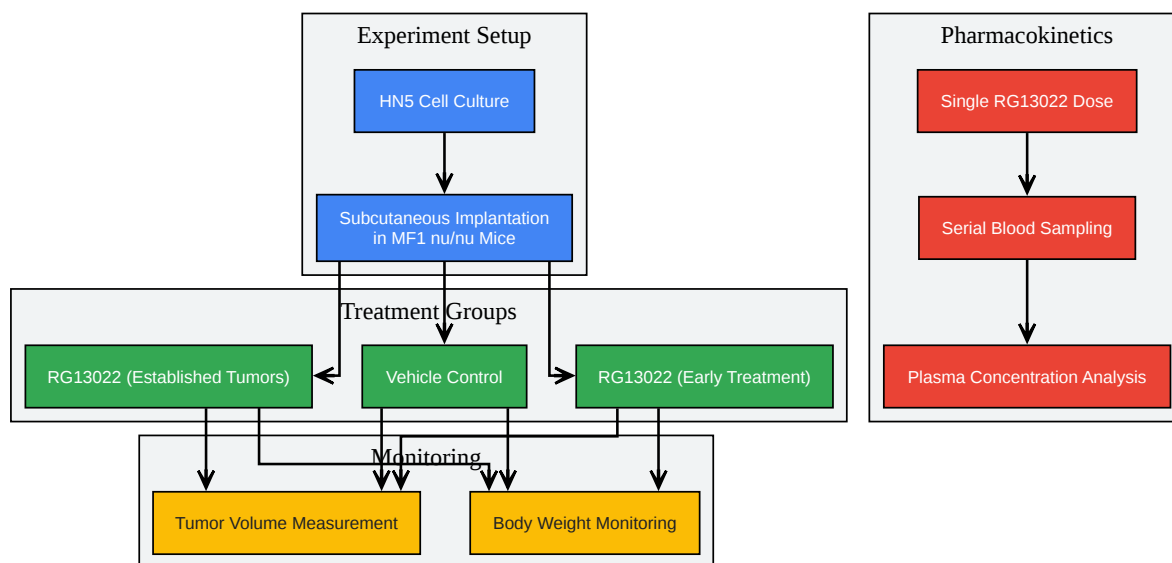 Experiment Setup
HN5 Cell Culture
Subcutaneous Implantation
in MF1 nu/nu Mice
Treatment Groups
RG13022 (Established Tumors)
Vehicle Control
RG13022 (Early Treatment)
Monitoring
Tumor Volume Measurement
Body Weight Monitoring
Pharmacokinetics
Single RG13022 Dose
Serial Blood Sampling
Plasma Concentration Analysis